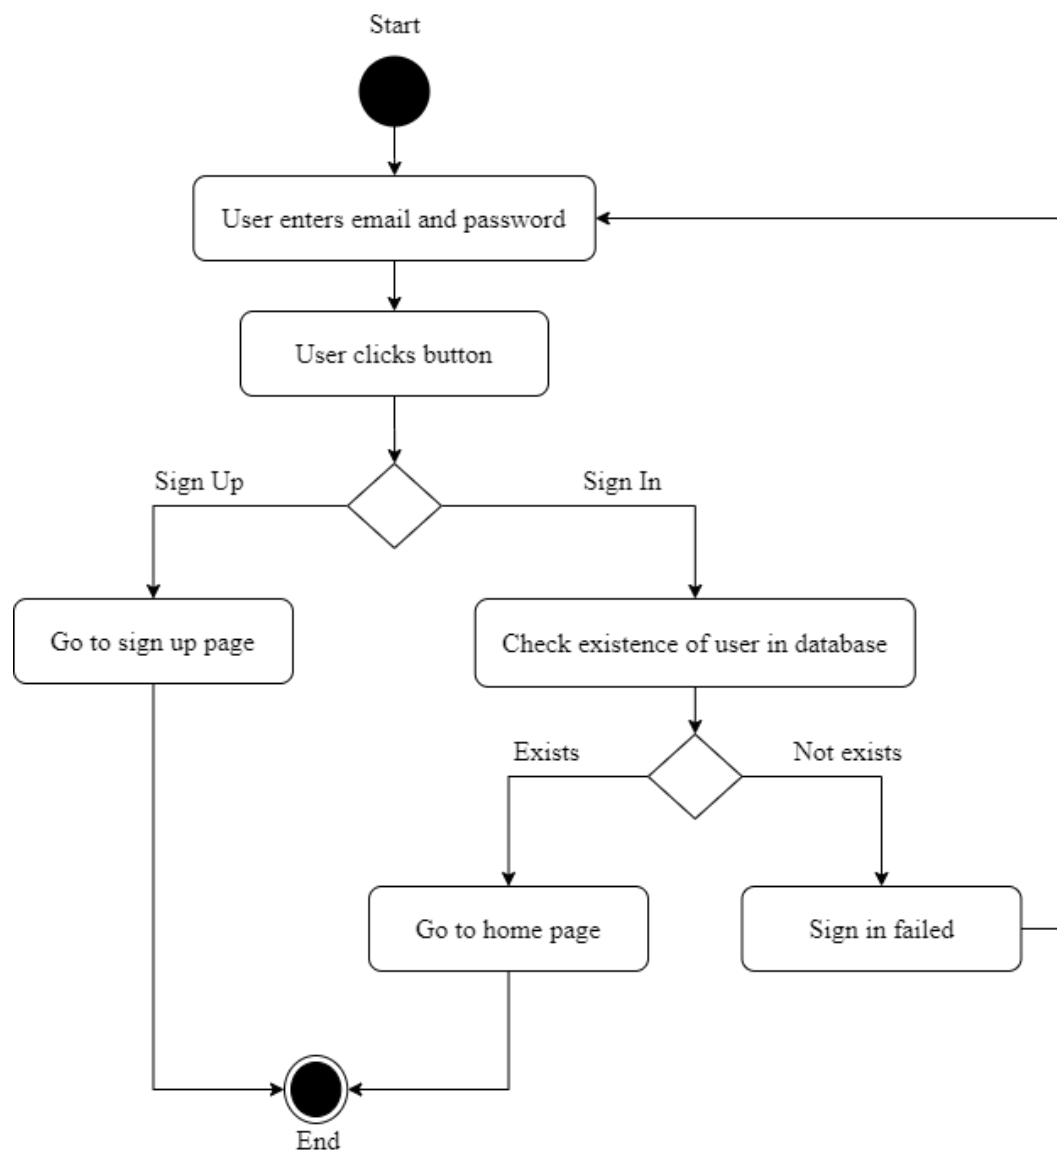 Start
User enters email and password
User clicks button
Sign Up
Sign In
Go to sign up page
Check existence of user in database
Exists
Not exists
Go to home page
Sign in failed
End